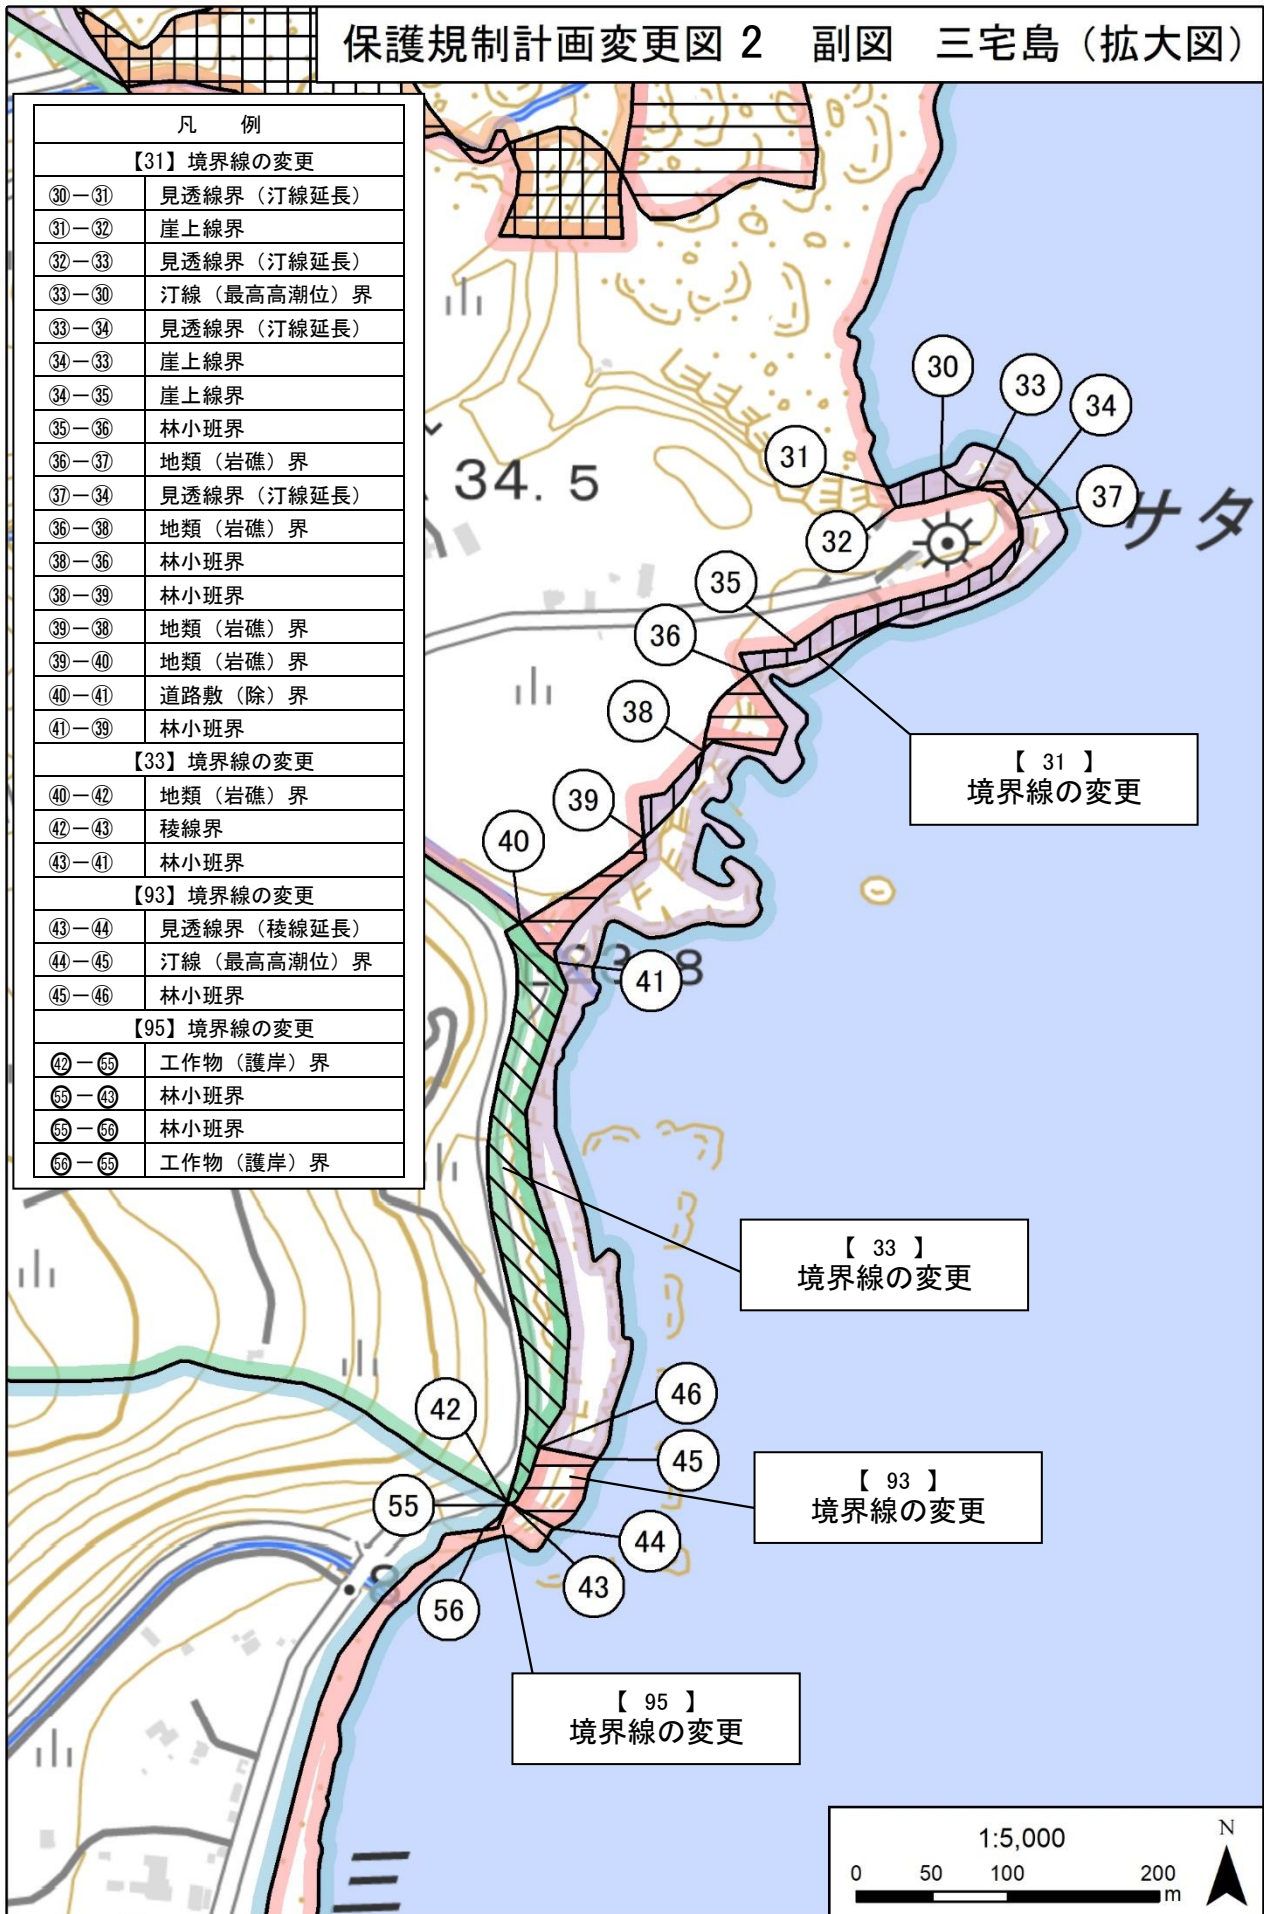 保護規制計画変更図 2　副図　三宅島（拡大図）
凡　例
【31】境界線の変更
㉚－㉛ 見透線界（汀線延長）
㉛－㉜ 崖上線界
㉜－㉝ 見透線界（汀線延長）
㉝－㉚ 汀線（最高高潮位）界
㉝－㉞ 見透線界（汀線延長）
㉞－㉝ 崖上線界
㉞－㉟ 崖上線界
㉟－㊱ 林小班界
㊱－㊲ 地類（岩礁）界
㊲－㉞ 見透線界（汀線延長）
㊱－㊳ 地類（岩礁）界
㊳－㊱ 林小班界
㊳－㊴ 林小班界
㊴－㊳ 地類（岩礁）界
㊴－㊵ 地類（岩礁）界
㊵－㊶ 道路敷（除）界
㊶－㊴ 林小班界
【33】境界線の変更
㊵－㊷ 地類（岩礁）界
㊷－㊸ 稜線界
㊸－㊶ 林小班界
【93】境界線の変更
㊸－㊹ 見透線界（稜線延長）
㊹－㊺ 汀線（最高高潮位）界
㊺－㊻ 林小班界
【95】境界線の変更
㊷－55 工作物（護岸）界
55－㊸ 林小班界
55－56 林小班界
56－55 工作物（護岸）界
30
33
34
31
34.5
37
サタ
32
35
36
38
【 31 】
境界線の変更
39
40
41
8
【 33 】
境界線の変更
46
42
45
【 93 】
境界線の変更
55
44
43
8
56
【 95 】
境界線の変更
三
1:5,000
N
0 50 100 200
m